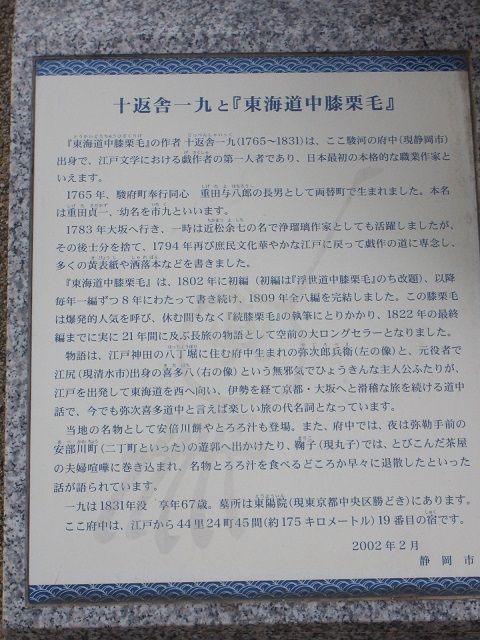 十返舎一九と『東海道中膝栗毛』
『東海道中膝栗毛』の作者 十返舎一九(1765～1831)は、ここ駿河の府中(現静岡市)
出身で、江戸文学における戯作者の第一人者であり、日本最初の本格的な職業作家と
いえます。
1765年、駿府町奉行同心 重田与八郎の長男として両替町で生まれました。本名
は重田貞一、幼名を市九といいます。
1783年大坂へ行き、一時は近松余七の名で浄瑠璃作家としても活躍しましたが、
その後士分を捨て、1794年再び庶民文化華やかな江戸に戻って戯作の道に専念し、
多くの黄表紙や洒落本などを書きました。
『東海道中膝栗毛』は、1802年に初編（初編は『浮世道中膝栗毛』のち改題）、以降
毎年一編ずつ8年にわたって書き続け、1809年全八編を完結しました。この膝栗毛
は爆発的人気を呼び、休む間もなく『続膝栗毛』の執筆にとりかかり、1822年の最終
編までに実に21年間に及ぶ長旅の物語として空前の大ロングセラーとなりました。
物語は、江戸神田の八丁堀に住む府中生まれの弥次郎兵衛(左の像)と、元役者で
江尻(現清水市)出身の喜多八(右の像)という無邪気でひょうきんな主人公ふたりが、
江戸を出発して東海道を西へ向い、伊勢を経て京都・大坂へと滑稽な旅を続ける道中
話で、今でも弥次喜多道中と言えば楽しい旅の代名詞となっています。
当地の名物として安倍川餅やとろろ汁も登場。また、府中では、夜は弥勒手前の
安部川町(二丁町といった)の遊郭へ出かけたり、鞠子(現丸子)では、とびこんだ茶屋
の夫婦喧嘩に巻き込まれ、名物とろろ汁を食べるどころか早々に退散したといった
話が語られています。
一九は1831年没 享年67歳。墓所は東陽院(現東京都中央区勝どき)にあります。
ここ府中は、江戸から44里24町45間(約175キロメートル)19番目の宿です。
2002年2月
静岡市